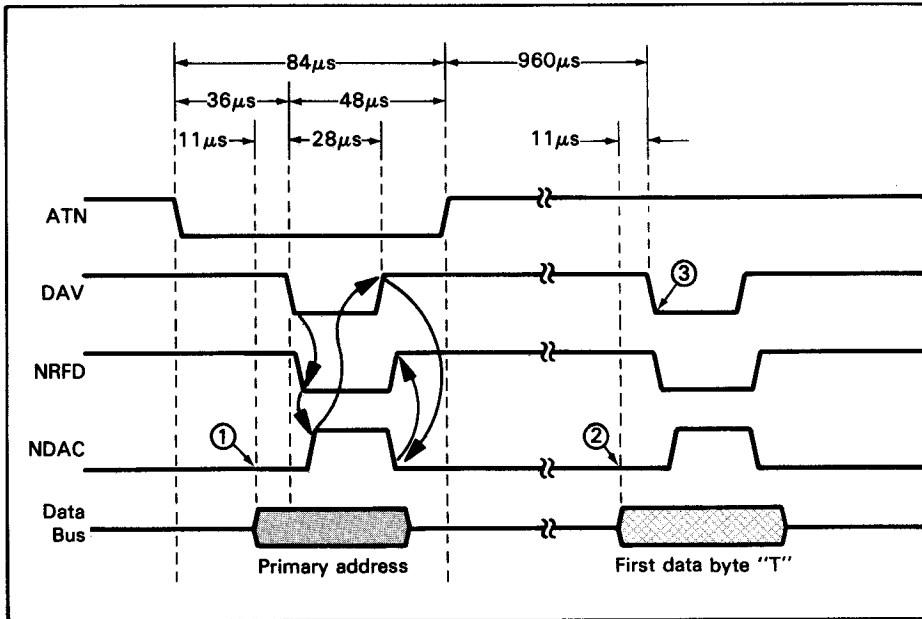 84μs
960μs
36μs
48μs
11μs
28μs
11μs
ATN
DAV
3
NRFD
NDAC
1
2
Data
Bus
Primary address
First data byte "T"